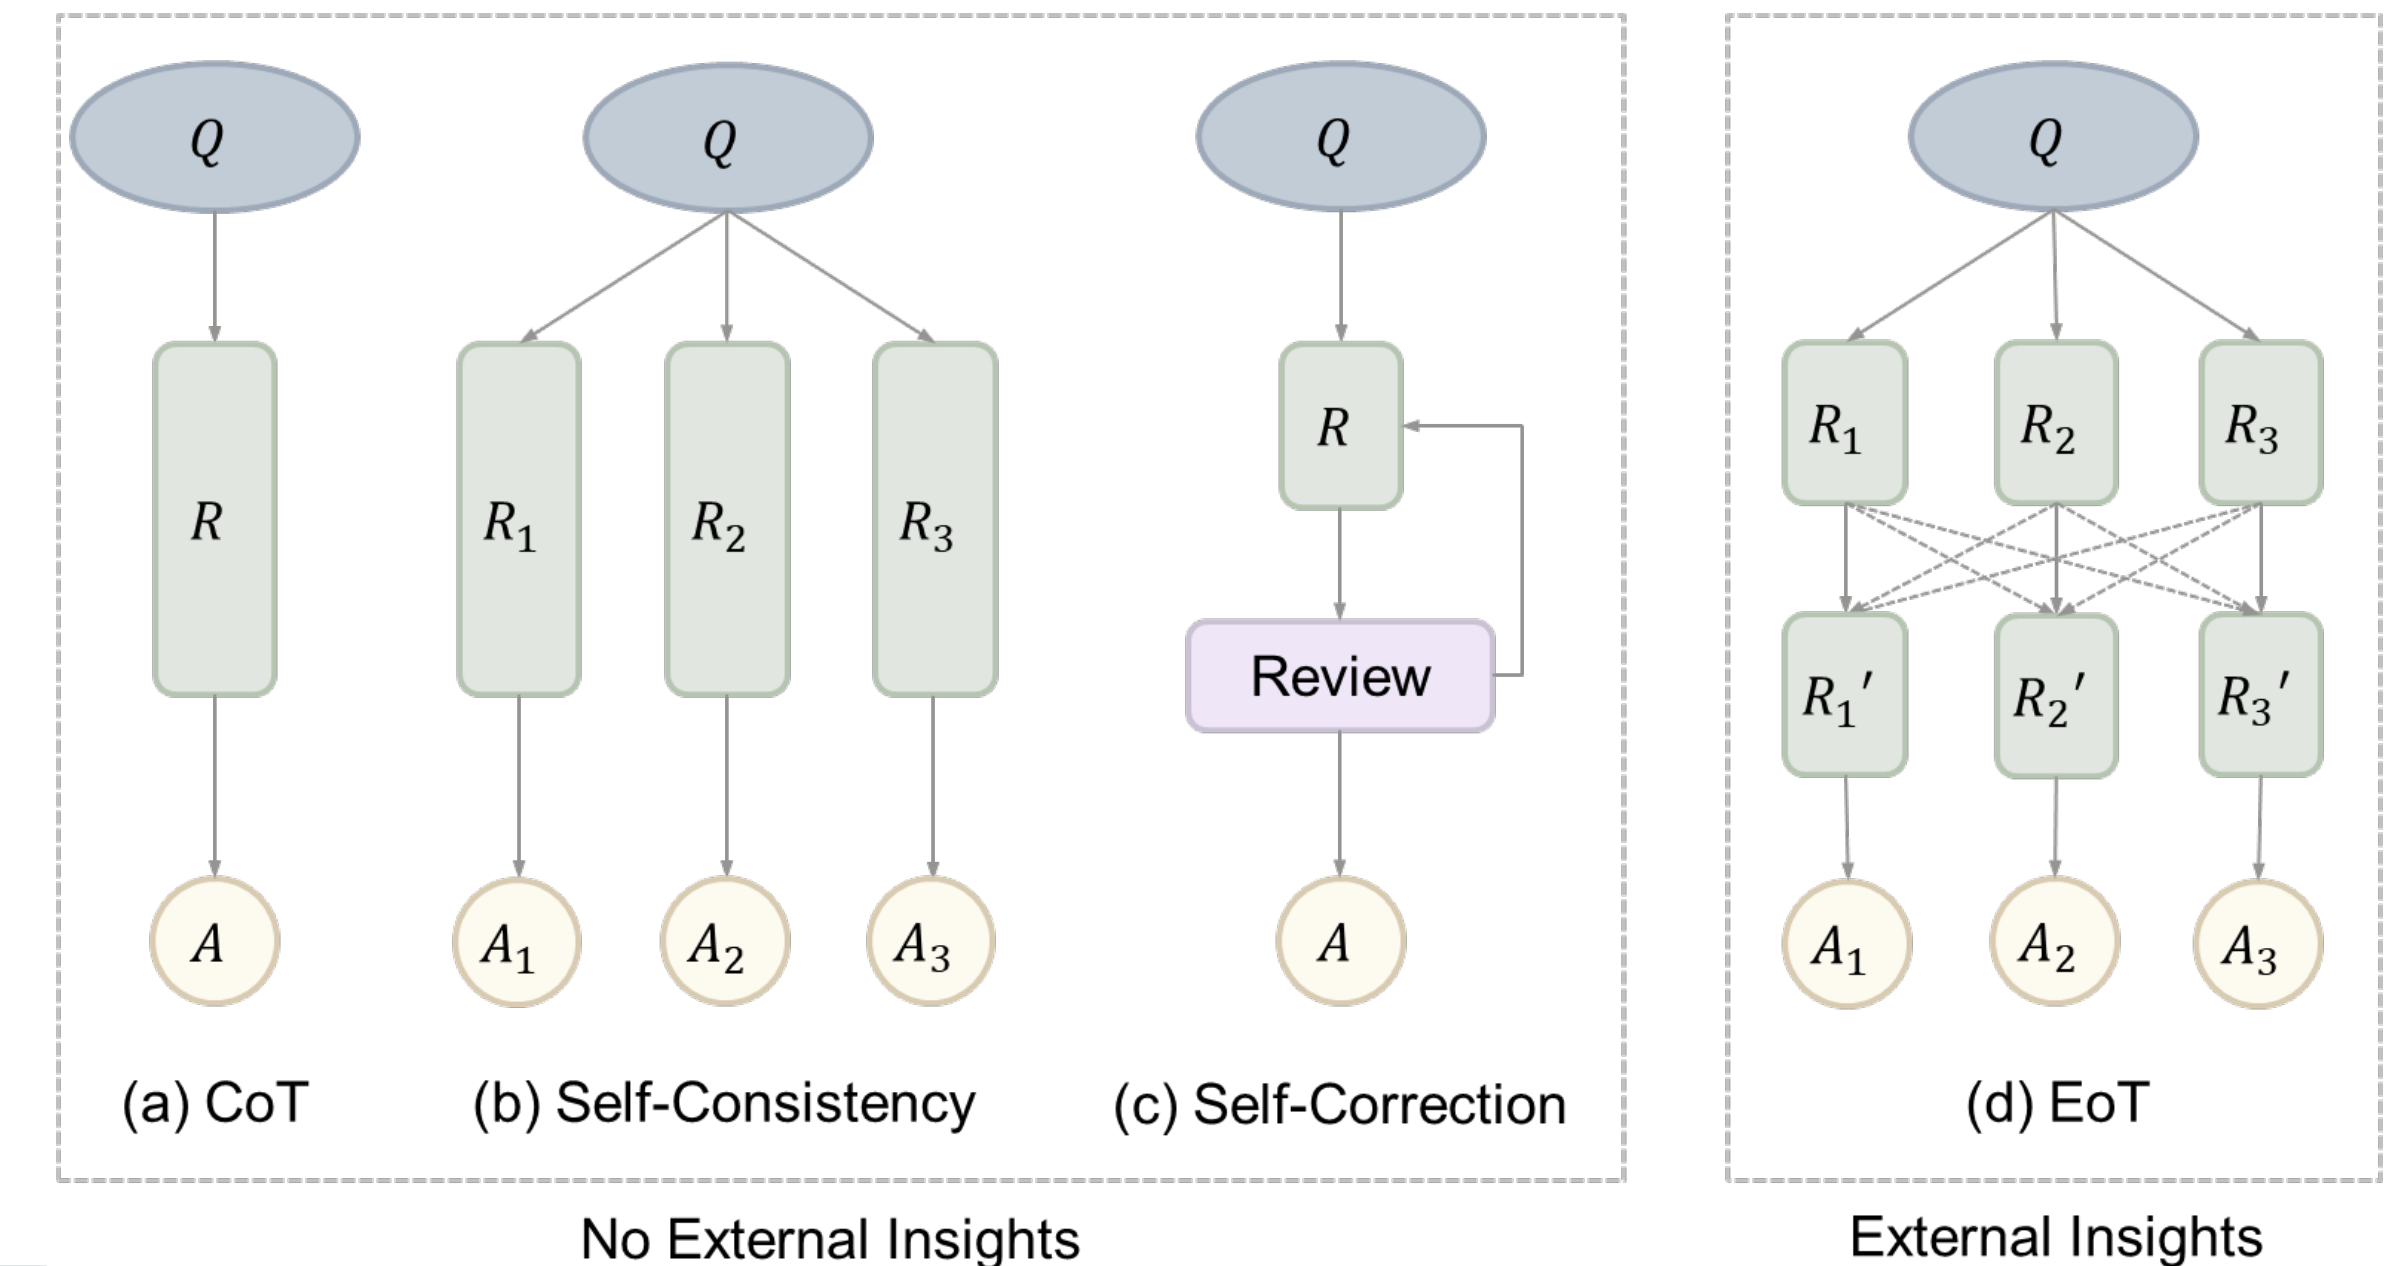 Q
Q
Q
Q
R
R₁
R₂
R₃
R
R₁
R₂
R₃
Review
R₁′
R₂′
R₃′
A
A₁
A₂
A₃
A
A₁
A₂
A₃
(a) CoT
(b) Self-Consistency
(c) Self-Correction
(d) EoT
No External Insights
External Insights